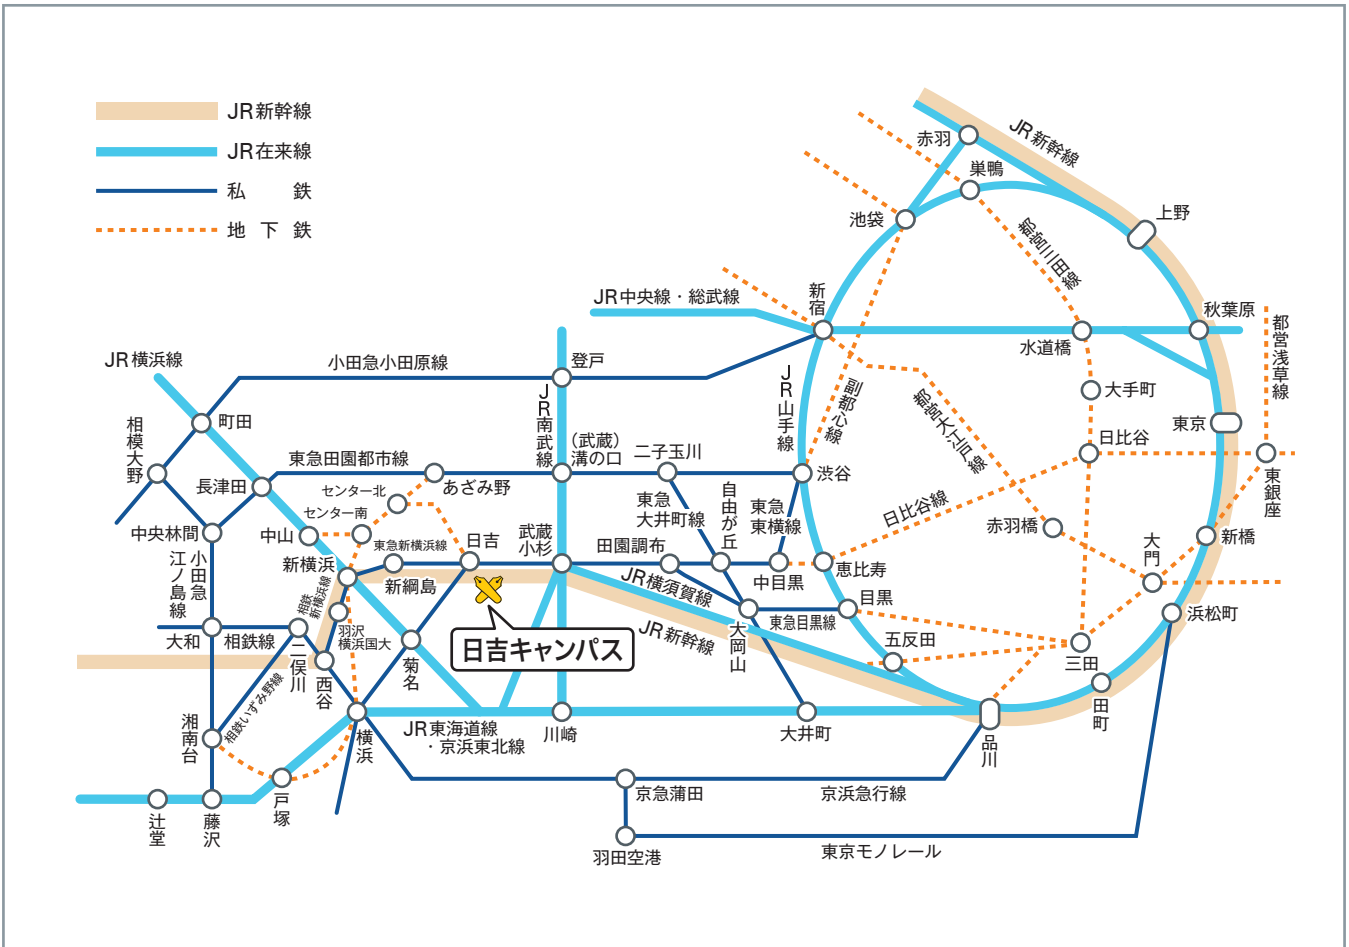 JR新幹線
JR在来線
私鉄
地下鉄
赤羽
JR新幹線
巣鴨
池袋
上野
都営三田線
JR中央線・総武線
新宿
秋葉原
都営浅草線
水道橋
JR横浜線
小田急小田原線
登戸
JR南武線
JR山手線
副都心線
都営大江戸線
大手町
町田
相模大野
東京
日比谷
東銀座
東急田園都市線
(武蔵)
溝の口
二子玉川
渋谷
長津田
センター北
あざみ野
センター南
東急
大井町線
自由が丘
東急
東横線
日比谷線
赤羽橋
新橋
大門
中央林間
中山
東急新横浜線
日吉
武蔵
小杉
田園調布
中目黒
恵比寿
新横浜
新綱島
JR横須賀線
目黒
浜松町
小田急
江ノ島線
相鉄
新横浜線
羽沢
横浜国大
日吉キャンパス
JR新幹線
大岡山
東急目黒線
五反田
三田
大和
相鉄線
二俣川
西谷
菊名
田町
相鉄いずみ野線
湘南台
横浜
JR東海道線
・京浜東北線
川崎
大井町
品川
戸塚
京急蒲田
京浜急行線
辻堂
藤沢
羽田空港
東京モノレール